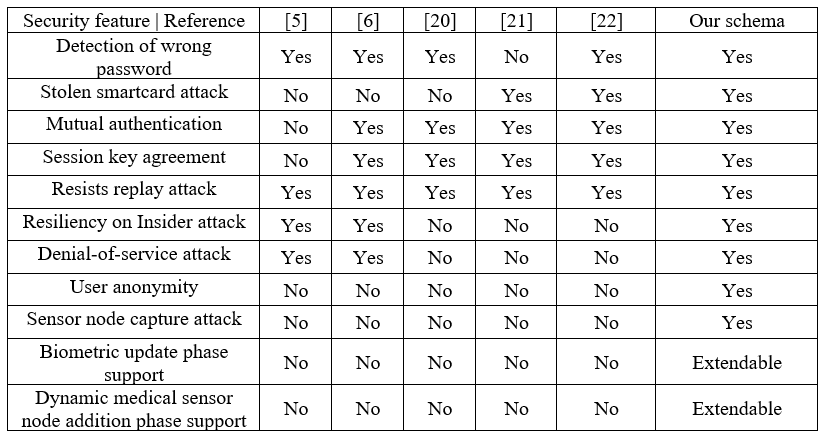 Security feature | Reference [5] [6] [20] [21] [22] Our schema
Detection of wrong
password Yes Yes Yes No Yes Yes
Stolen smartcard attack No No No Yes Yes Yes
Mutual authentication No Yes Yes Yes Yes Yes
Session key agreement No Yes Yes Yes Yes Yes
Resists replay attack Yes Yes Yes Yes Yes Yes
Resiliency on Insider attack Yes Yes No No No Yes
Denial-of-service attack Yes Yes No No No Yes
User anonymity No No No No No Yes
Sensor node capture attack No No No No No Yes
Biometric update phase
support No No No No No Extendable
Dynamic medical sensor
node addition phase support No No No No No Extendable